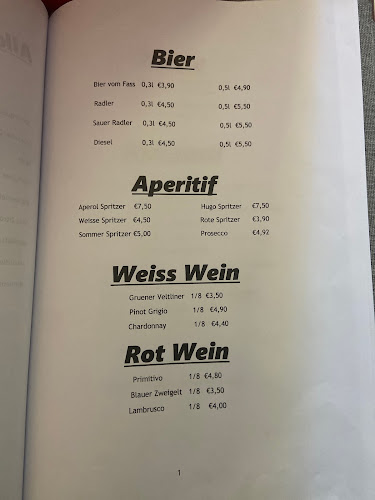 Bier
Bier vom Fass 0,3l €3,90 0,5l €4,90
Radler 0,3l €4,50 0,5l €5,50
Sauer Radler 0,3l €4,50 0,5l €5,50
Diesel 0,3l €4,50 0,5l €5,50
Aperitif
Aperol Spritzer €7,50 Hugo Spritzer €7,50
Weisse Spritzer €4,50 Rote Spritzer €3,90
Sommer Spritzer €5,00 Prosecco €4,92
Weiss Wein
Gruener Veltliner 1/8 €3,50
Pinot Grigio 1/8 €4,90
Chardonnay 1/8 €4,40
Rot Wein
Primitivo 1/8 €4,80
Blauer Zweigelt 1/8 €3,50
Lambrusco 1/8 €4,00
1